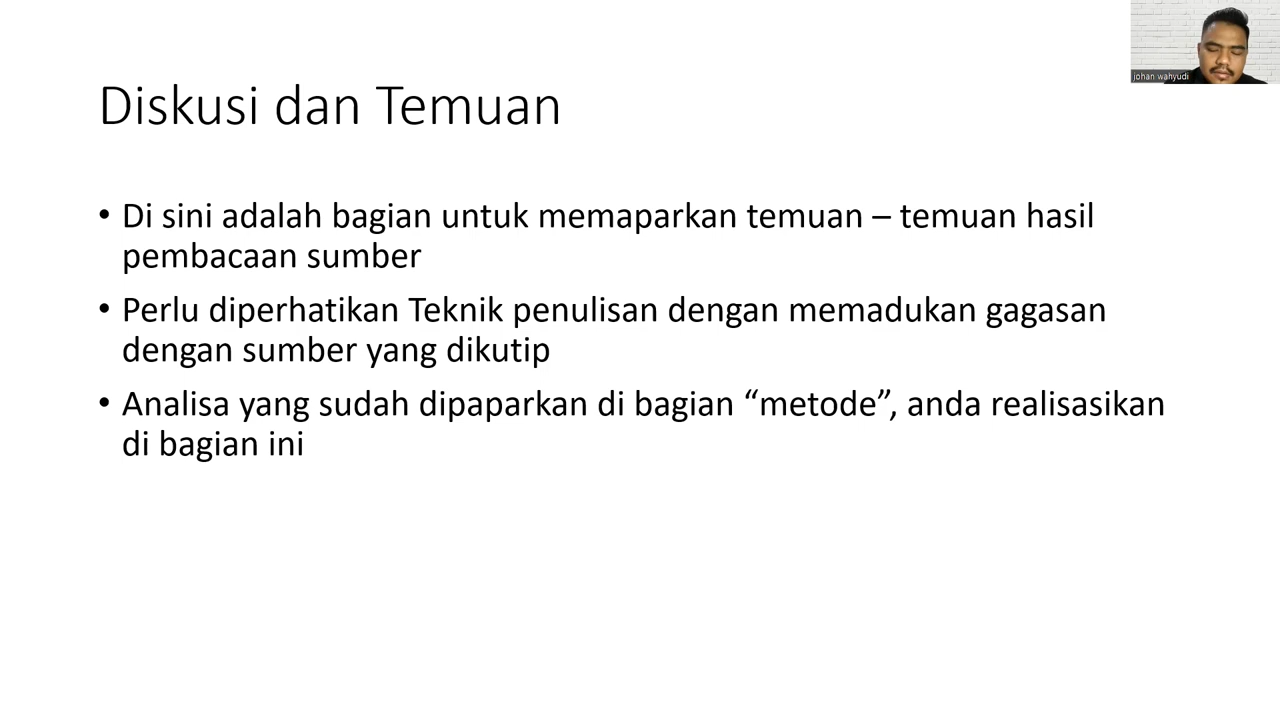 johan wahyudi
Diskusi dan Temuan
• Di sini adalah bagian untuk memaparkan temuan – temuan hasil
pembacaan sumber
• Perlu diperhatikan Teknik penulisan dengan memadukan gagasan
dengan sumber yang dikutip
• Analisa yang sudah dipaparkan di bagian “metode”, anda realisasikan
di bagian ini